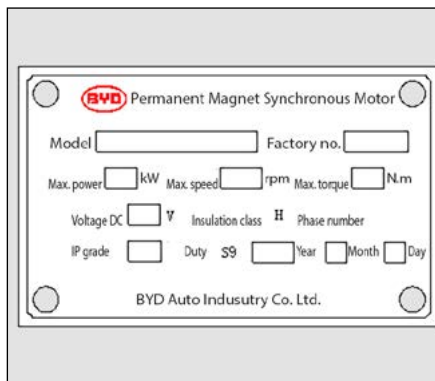 BYD Permanent Magnet Synchronous Motor
Model Factory no.
Max. power kW Max. speed rpm Max. torque N.m
Voltage DC V Insulation class H Phase number
IP grade Duty S9 Year Month Day
BYD Auto Indusutry Co. Ltd.